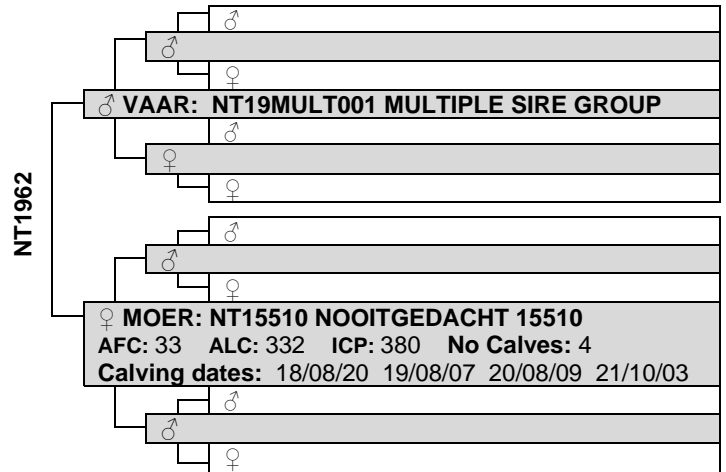 ♂
♂
♀
♂ VAAR: NT19MULT001 MULTIPLE SIRE GROUP
♂
♀
♀
NT1962
♂
♂
♀
♀ MOER: NT15510 NOOITGEDACHT 15510
AFC: 33 ALC: 332 ICP: 380 No Calves: 4
Calving dates: 18/08/20 19/08/07 20/08/09 21/10/03
♂
♂
♀